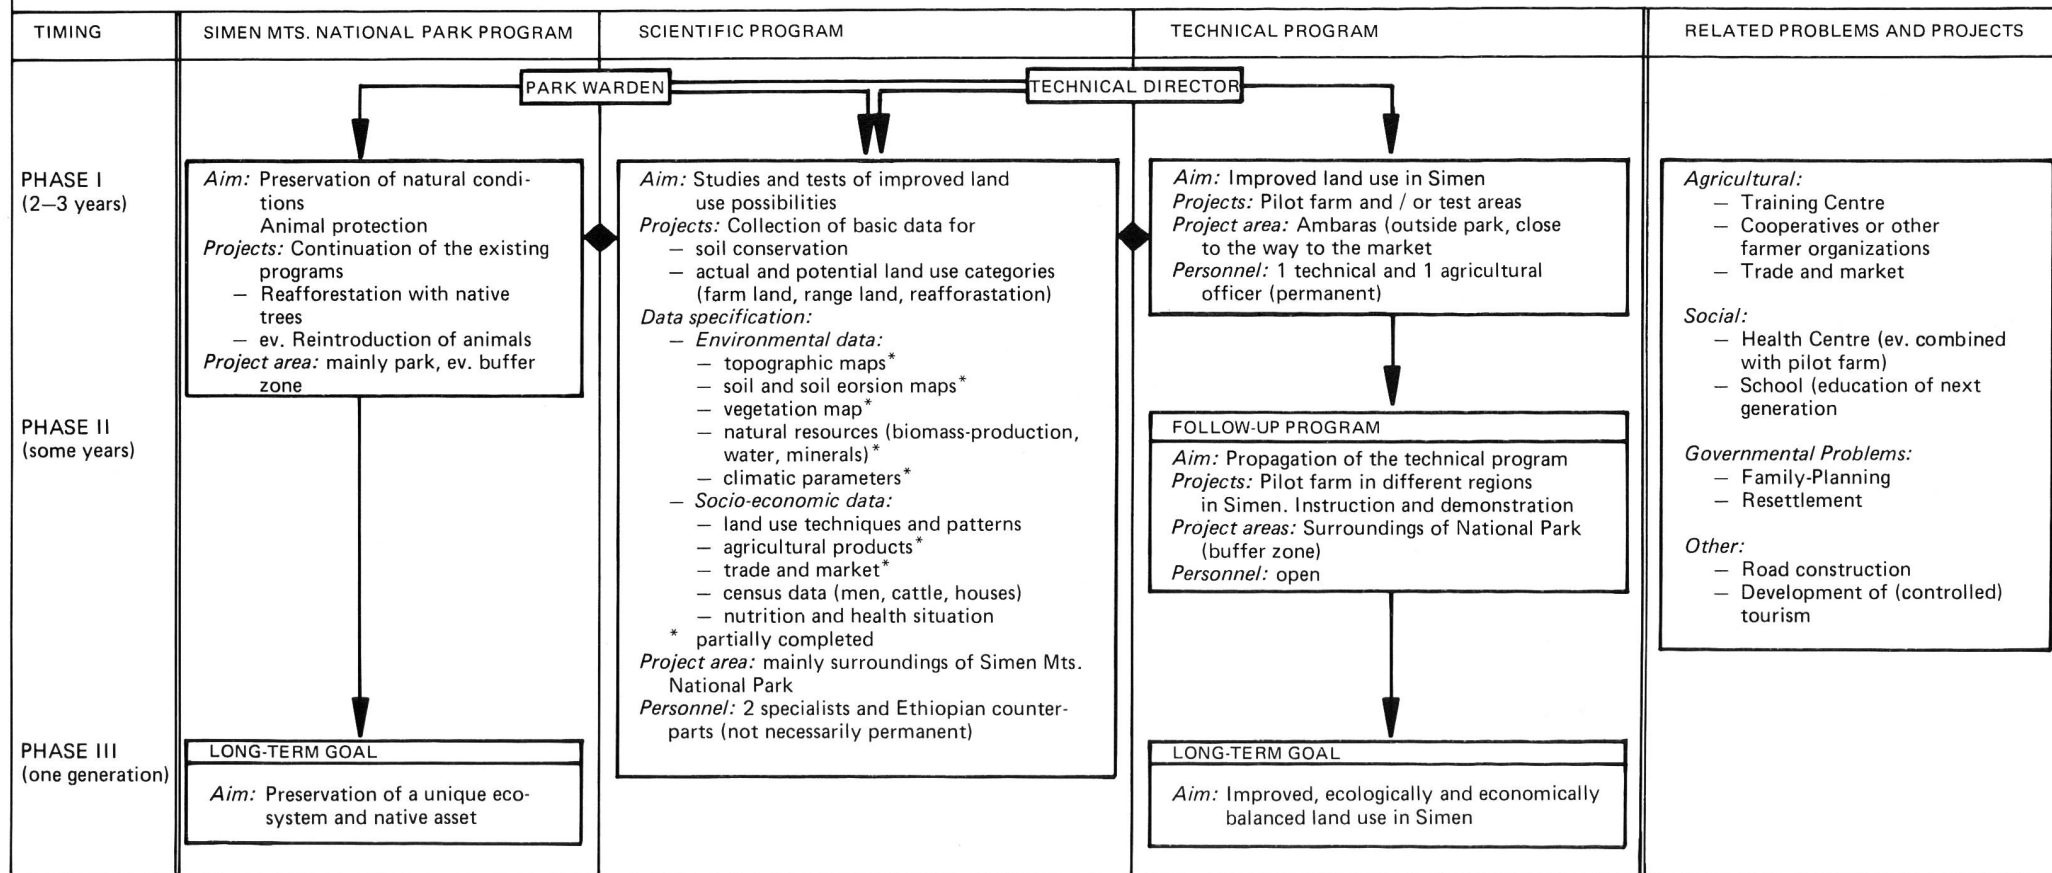 TIMING
SIMEN MTS. NATIONAL PARK PROGRAM
SCIENTIFIC PROGRAM
TECHNICAL PROGRAM
RELATED PROBLEMS AND PROJECTS
PARK WARDEN
TECHNICAL DIRECTOR
PHASE I
(2–3 years)
Aim: Preservation of natural condi-
tions
Animal protection
Projects: Continuation of the existing
programs
– Reafforestation with native
trees
– ev. Reintroduction of animals
Project area: mainly park, ev. buffer
zone
Aim: Studies and tests of improved land
use possibilities
Projects: Collection of basic data for
– soil conservation
– actual and potential land use categories
(farm land, range land, reafforastation)
Data specification:
– Environmental data:
– topographic maps*
– soil and soil eorsion maps*
– vegetation map*
– natural resources (biomass-production,
water, minerals)*
– climatic parameters*
– Socio-economic data:
– land use techniques and patterns
– agricultural products*
– trade and market*
– census data (men, cattle, houses)
– nutrition and health situation
* partially completed
Project area: mainly surroundings of Simen Mts.
National Park
Personnel: 2 specialists and Ethiopian counter-
parts (not necessarily permanent)
Aim: Improved land use in Simen
Projects: Pilot farm and / or test areas
Project area: Ambaras (outside park, close
to the way to the market
Personnel: 1 technical and 1 agricultural
officer (permanent)
Agricultural:
– Training Centre
– Cooperatives or other
farmer organizations
– Trade and market
Social:
– Health Centre (ev. combined
with pilot farm)
– School (education of next
generation
Governmental Problems:
– Family-Planning
– Resettlement
Other:
– Road construction
– Development of (controlled)
tourism
PHASE II
(some years)
FOLLOW-UP PROGRAM
Aim: Propagation of the technical program
Projects: Pilot farm in different regions
in Simen. Instruction and demonstration
Project areas: Surroundings of National Park
(buffer zone)
Personnel: open
PHASE III
(one generation)
LONG-TERM GOAL
Aim: Preservation of a unique eco-
system and native asset
LONG-TERM GOAL
Aim: Improved, ecologically and economically
balanced land use in Simen